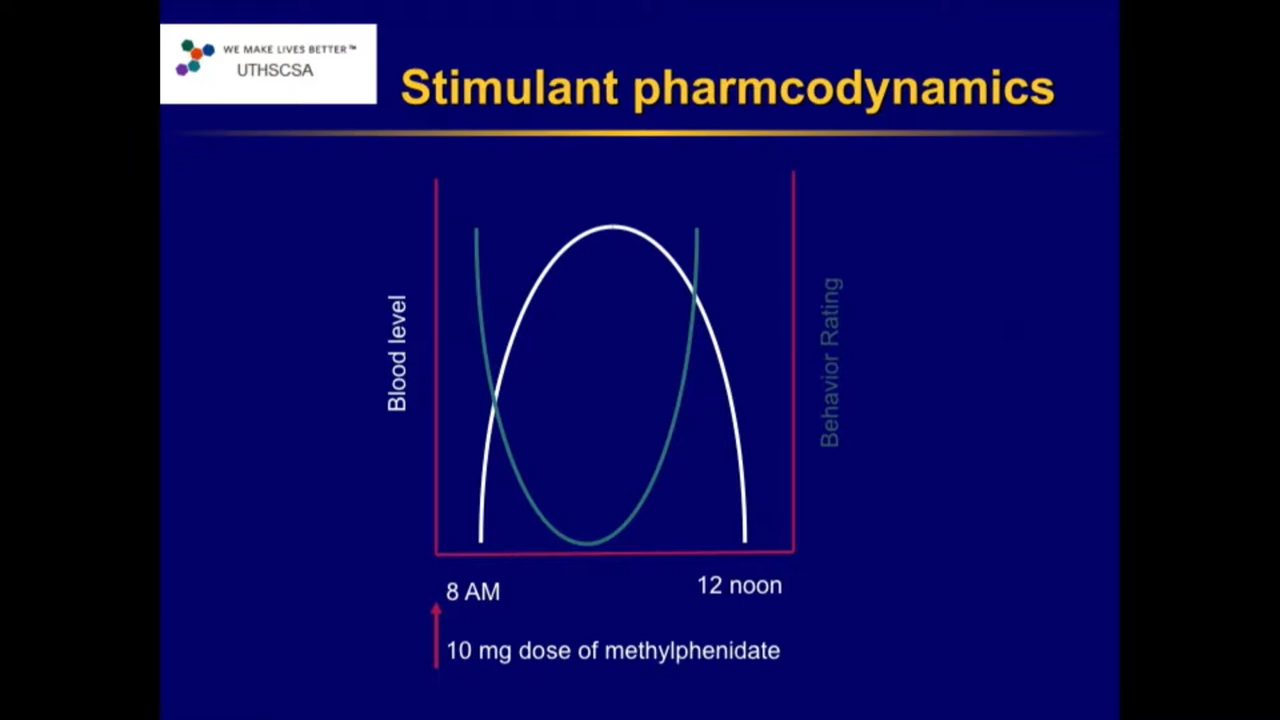 WE MAKE LIVES BETTER™
UTHSCSA
Stimulant pharmcodynamics
Blood level
Behavior Rating
8 AM
12 noon
10 mg dose of methylphenidate